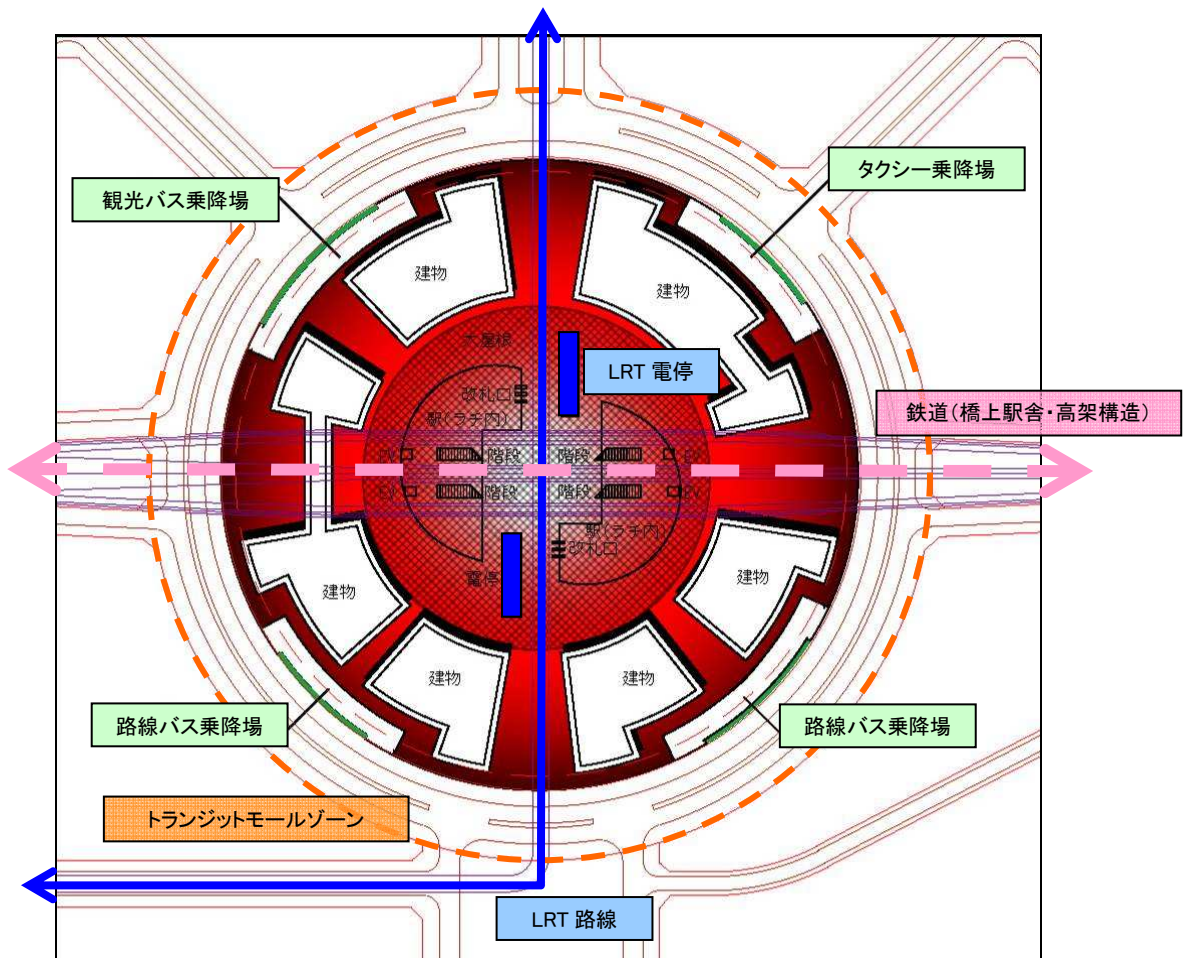 タクシー乗降場
観光バス乗降場
建物
建物
大屋根
LRT 電停
改札口
駅(ラチ内)
鉄道(橋上駅舎・高架構造)
EV
階段
階段
EV
EV
階段
階段
EV
駅(ラチ内)
改札口
電停
建物
建物
建物
建物
路線バス乗降場
路線バス乗降場
トランジットモールゾーン
LRT 路線